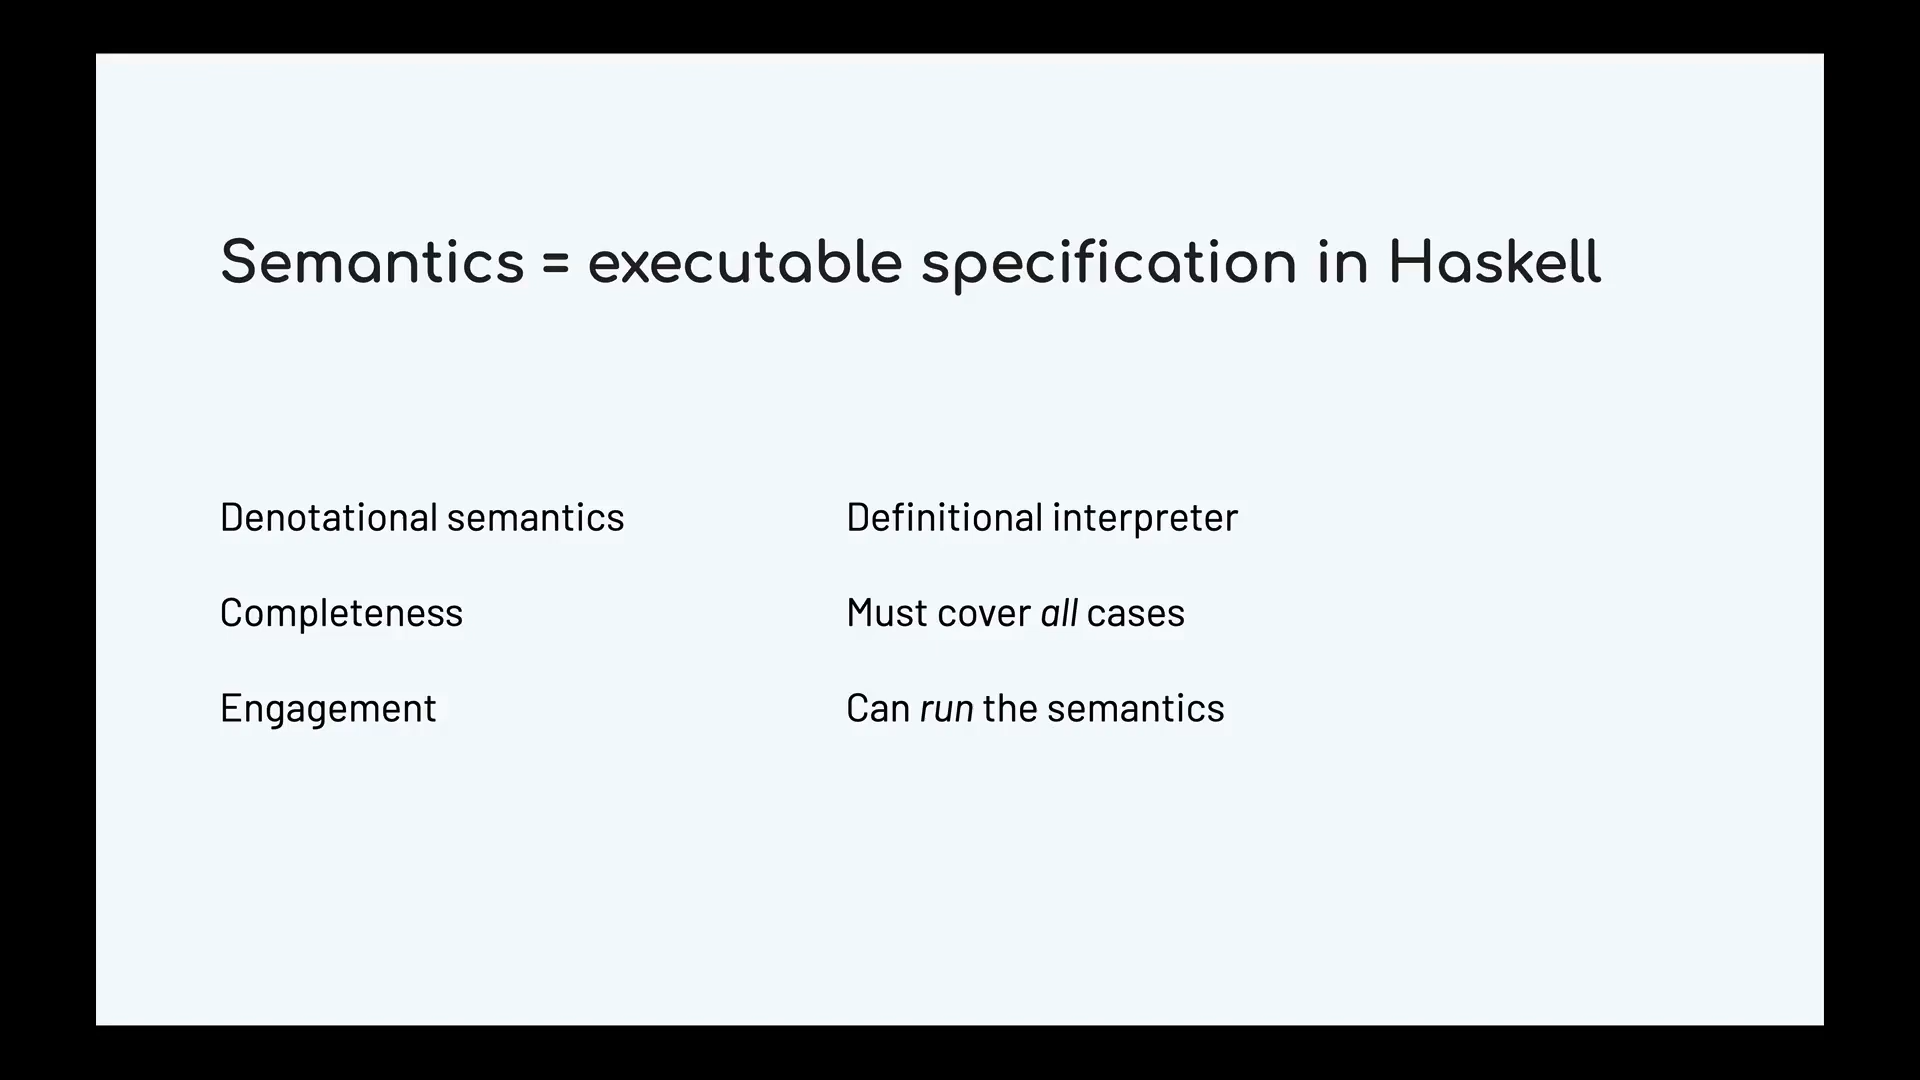 Semantics = executable specification in Haskell
Denotational semantics
Definitional interpreter
Completeness
Must cover all cases
Engagement
Can run the semantics